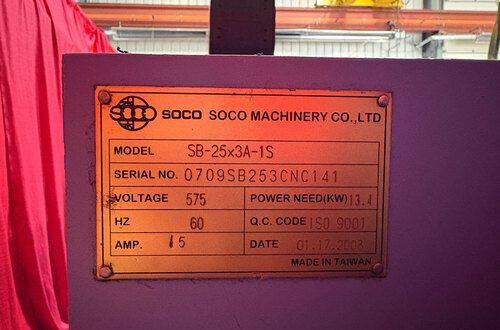 SOCO SOCO SOCO MACHINERY CO.,LTD
MODEL SB-25x3A-1S
SERIAL NO. 0709SB253CNC141
VOLTAGE 575 POWER NEED(KW) 13.4
HZ 60 Q.C. CODE ISO 9001
AMP. 15 DATE 01.17.2008
MADE IN TAIWAN